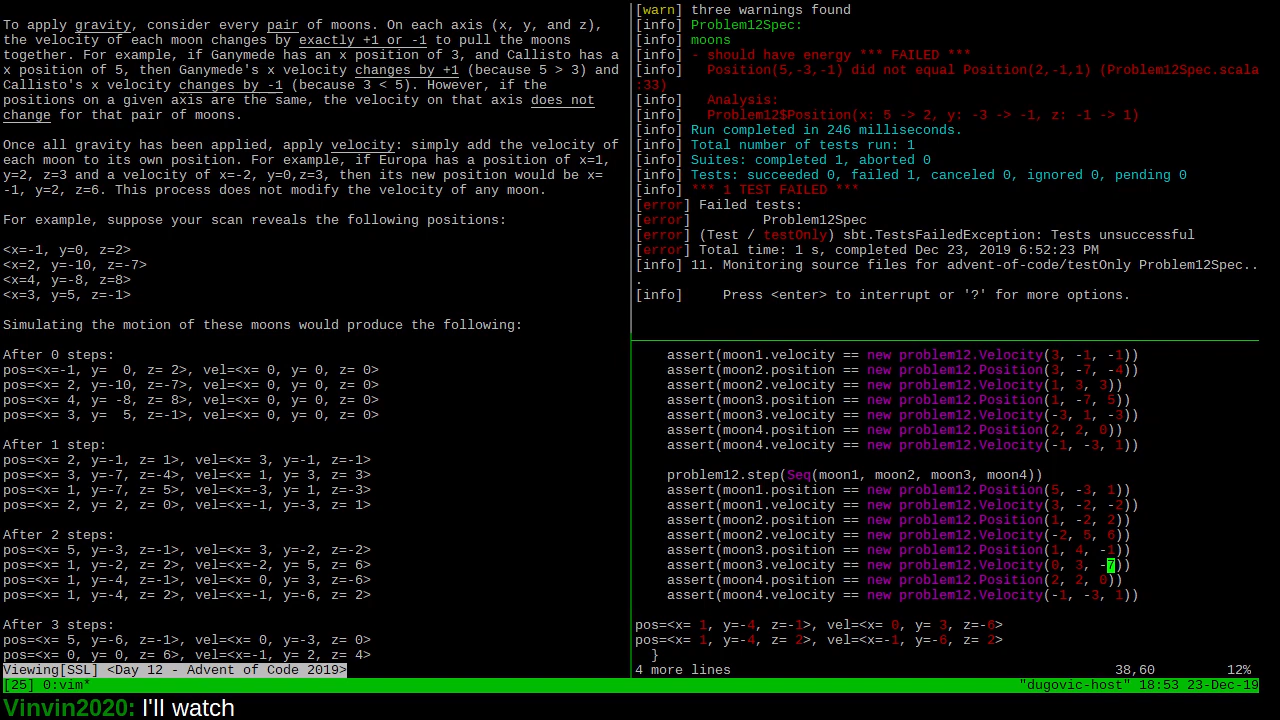 To apply gravity, consider every pair of moons. On each axis (x, y, and z),
the velocity of each moon changes by exactly +1 or -1 to pull the moons
together. For example, if Ganymede has an x position of 3, and Callisto has a
x position of 5, then Ganymede's x velocity changes by +1 (because 5 > 3) and
Callisto's x velocity changes by -1 (because 3 < 5). However, if the
positions on a given axis are the same, the velocity on that axis does not
change for that pair of moons.
Once all gravity has been applied, apply velocity: simply add the velocity of
each moon to its own position. For example, if Europa has a position of x=1,
y=2, z=3 and a velocity of x=-2, y=0,z=3, then its new position would be x=
-1, y=2, z=6. This process does not modify the velocity of any moon.
For example, suppose your scan reveals the following positions:
<x=-1, y=0, z=2>
<x=2, y=-10, z=-7>
<x=4, y=-8, z=8>
<x=3, y=5, z=-1>
Simulating the motion of these moons would produce the following:
After 0 steps:
pos=<x=-1, y=  0, z= 2>, vel=<x= 0, y= 0, z= 0>
pos=<x= 2, y=-10, z=-7>, vel=<x= 0, y= 0, z= 0>
pos=<x= 4, y= -8, z= 8>, vel=<x= 0, y= 0, z= 0>
pos=<x= 3, y=  5, z=-1>, vel=<x= 0, y= 0, z= 0>
After 1 step:
pos=<x= 2, y=-1, z= 1>, vel=<x= 3, y=-1, z=-1>
pos=<x= 3, y=-7, z=-4>, vel=<x= 1, y= 3, z= 3>
pos=<x= 1, y=-7, z= 5>, vel=<x=-3, y= 1, z=-3>
pos=<x= 2, y= 2, z= 0>, vel=<x=-1, y=-3, z= 1>
After 2 steps:
pos=<x= 5, y=-3, z=-1>, vel=<x= 3, y=-2, z=-2>
pos=<x= 1, y=-2, z= 2>, vel=<x=-2, y= 5, z= 6>
pos=<x= 1, y=-4, z=-1>, vel=<x= 0, y= 3, z=-6>
pos=<x= 1, y=-4, z= 2>, vel=<x=-1, y=-6, z= 2>
After 3 steps:
pos=<x= 5, y=-6, z=-1>, vel=<x= 0, y=-3, z= 0>
pos=<x= 0, y= 0, z= 6>, vel=<x=-1, y= 2, z= 4>
Viewing[SSL] <Day 12 - Advent of Code 2019>
[warn] three warnings found
[info] Problem12Spec:
[info] moons
[info] - should have energy *** FAILED ***
[info]   Position(5,-3,-1) did not equal Position(2,-1,1) (Problem12Spec.scala
:33)
[info]   Analysis:
[info]   Problem12$Position(x: 5 -> 2, y: -3 -> -1, z: -1 -> 1)
[info] Run completed in 246 milliseconds.
[info] Total number of tests run: 1
[info] Suites: completed 1, aborted 0
[info] Tests: succeeded 0, failed 1, canceled 0, ignored 0, pending 0
[info] *** 1 TEST FAILED ***
[error] Failed tests:
[error]         Problem12Spec
[error] (Test / testOnly) sbt.TestsFailedException: Tests unsuccessful
[error] Total time: 1 s, completed Dec 23, 2019 6:52:23 PM
[info] 11. Monitoring source files for advent-of-code/testOnly Problem12Spec..
.
[info]     Press <enter> to interrupt or '?' for more options.
assert(moon1.velocity == new problem12.Velocity(3, -1, -1))
assert(moon2.position == new problem12.Position(3, -7, -4))
assert(moon2.velocity == new problem12.Velocity(1, 3, 3))
assert(moon3.position == new problem12.Position(1, -7, 5))
assert(moon3.velocity == new problem12.Velocity(-3, 1, -3))
assert(moon4.position == new problem12.Position(2, 2, 0))
assert(moon4.velocity == new problem12.Velocity(-1, -3, 1))
problem12.step(Seq(moon1, moon2, moon3, moon4))
assert(moon1.position == new problem12.Position(5, -3, 1))
assert(moon1.velocity == new problem12.Velocity(3, -2, -2))
assert(moon2.position == new problem12.Position(1, -2, 2))
assert(moon2.velocity == new problem12.Velocity(-2, 5, 6))
assert(moon3.position == new problem12.Position(1, 4, -1))
assert(moon3.velocity == new problem12.Velocity(0, 3, -7))
assert(moon4.position == new problem12.Position(2, 2, 0))
assert(moon4.velocity == new problem12.Velocity(-1, -3, 1))
pos=<x= 1, y=-4, z=-1>, vel=<x= 0, y= 3, z=-6>
pos=<x= 1, y=-4, z= 2>, vel=<x=-1, y=-6, z= 2>
}
4 more lines 38,60 12%
[25] 0:vim* "dugovic-host" 18:53 23-Dec-19
Vinvin2020: I'll watch